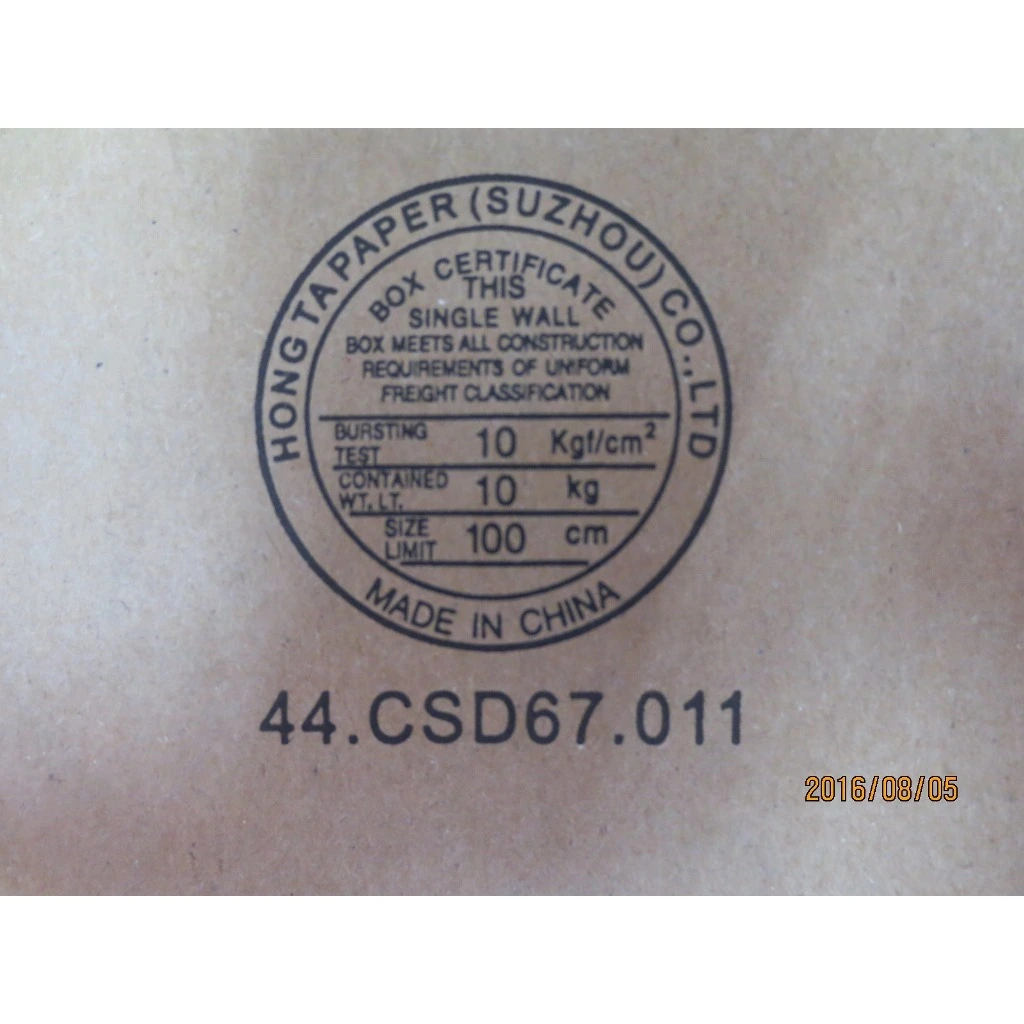 HONG TA PAPER (SUZHOU) CO.,LTD
BOX CERTIFICATE
THIS
SINGLE WALL
BOX MEETS ALL CONSTRUCTION
REQUIREMENTS OF UNIFORM
FREIGHT CLASSIFICATION
BURSTING TEST 10 Kgf/cm²
CONTAINED WT. LT. 10 kg
SIZE LIMIT 100 cm
MADE IN CHINA
44.CSD67.011
2016/08/05